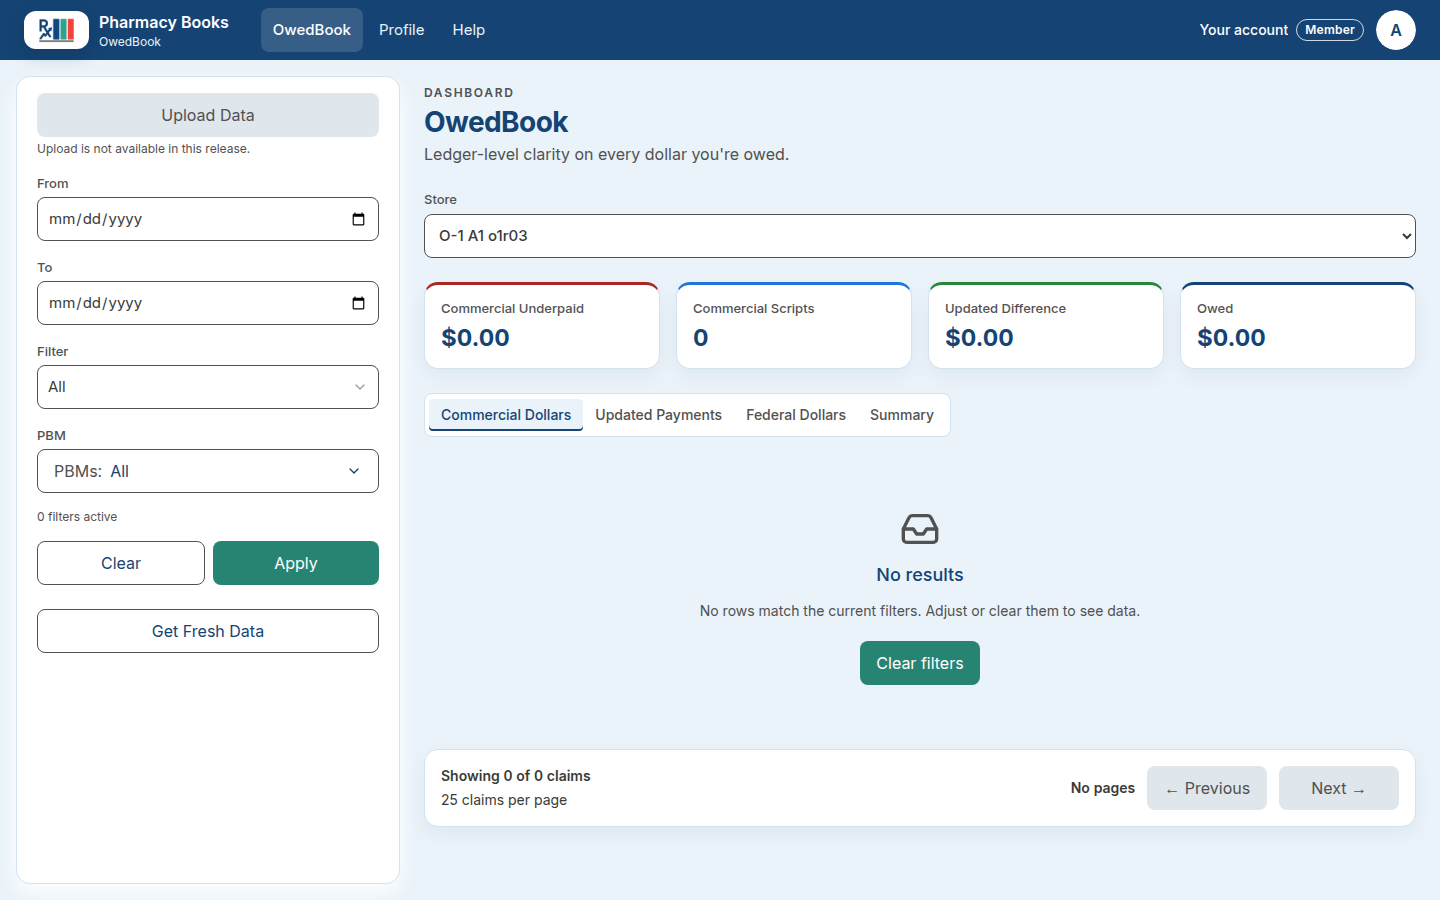 Rx
Pharmacy Books
OwedBook
OwedBook
Profile
Help
Your account
Member
A
Upload Data
Upload is not available in this release.
From
mm/dd/yyyy
To
mm/dd/yyyy
Filter
All
PBM
PBMs: All
0 filters active
Clear
Apply
Get Fresh Data
DASHBOARD
OwedBook
Ledger-level clarity on every dollar you're owed.
Store
O-1 A1 o1r03
Commercial Underpaid
$0.00
Commercial Scripts
0
Updated Difference
$0.00
Owed
$0.00
Commercial Dollars
Updated Payments
Federal Dollars
Summary
No results
No rows match the current filters. Adjust or clear them to see data.
Clear filters
Showing 0 of 0 claims
25 claims per page
No pages
← Previous
Next →